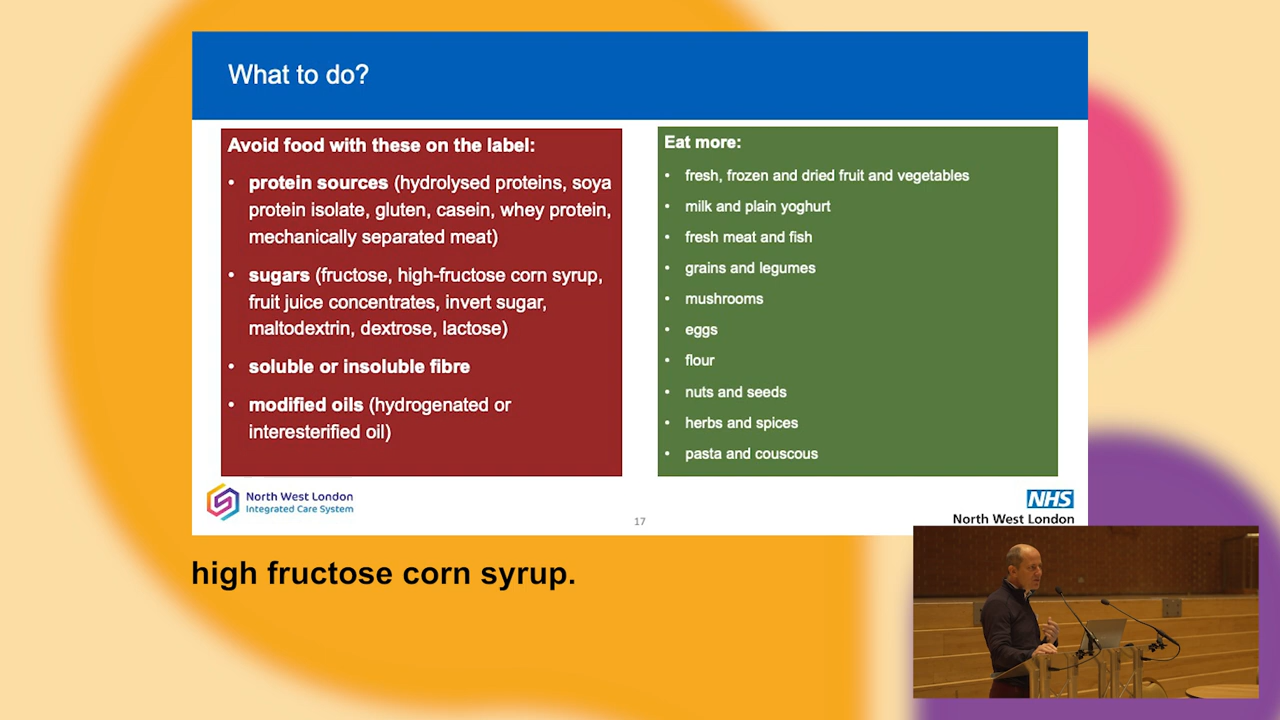 What to do?
Avoid food with these on the label:
• protein sources (hydrolysed proteins, soya
protein isolate, gluten, casein, whey protein,
mechanically separated meat)
• sugars (fructose, high-fructose corn syrup,
fruit juice concentrates, invert sugar,
maltodextrin, dextrose, lactose)
• soluble or insoluble fibre
• modified oils (hydrogenated or
interesterified oil)
Eat more:
• fresh, frozen and dried fruit and vegetables
• milk and plain yoghurt
• fresh meat and fish
• grains and legumes
• mushrooms
• eggs
• flour
• nuts and seeds
• herbs and spices
• pasta and couscous
North West London
Integrated Care System
17
NHS
North West London
high fructose corn syrup.